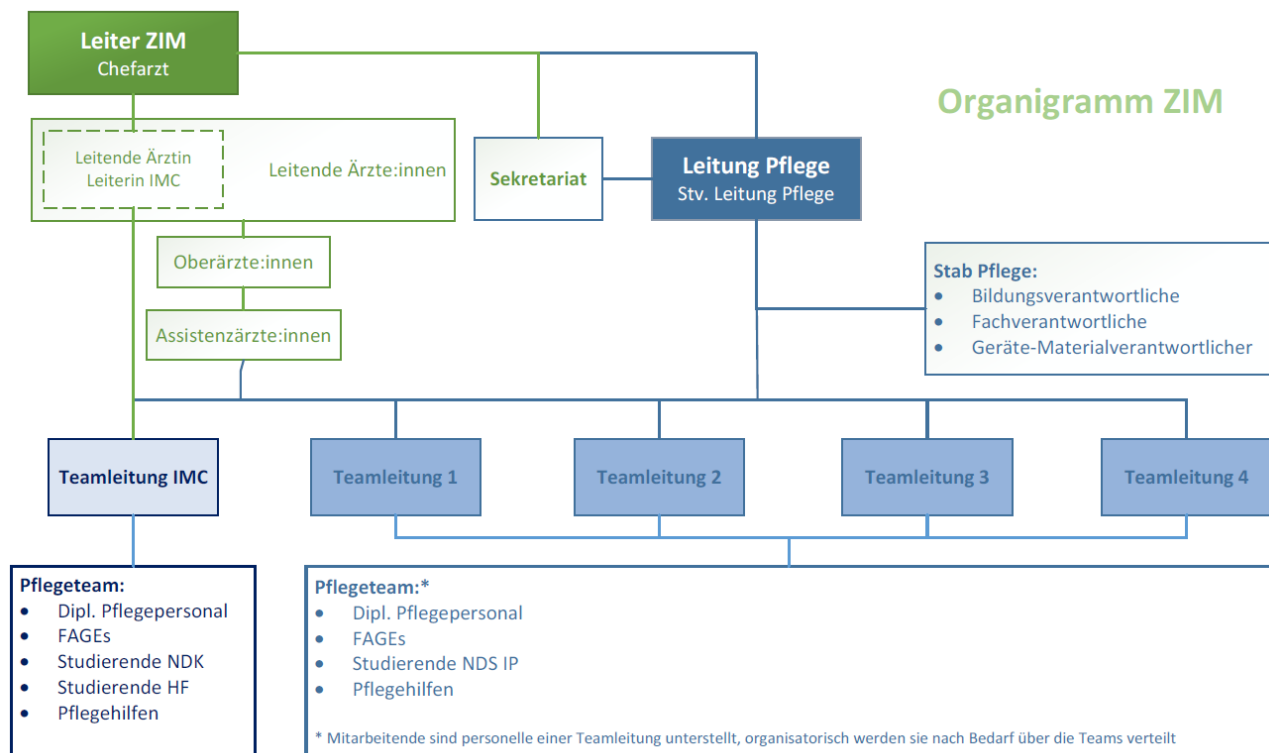 Leiter ZIM
Chefarzt
Organigramm ZIM
Leitende Ärztin
Leiterin IMC
Leitende Ärzte:innen
Sekretariat
Leitung Pflege
Stv. Leitung Pflege
Oberärzte:innen
Assistenzärzte:innen
Stab Pflege:
• Bildungsverantwortliche
• Fachverantwortliche
• Geräte-Materialverantwortlicher
Teamleitung IMC
Teamleitung 1
Teamleitung 2
Teamleitung 3
Teamleitung 4
Pflegeteam:
• Dipl. Pflegepersonal
• FAGEs
• Studierende NDK
• Studierende HF
• Pflegehilfen
Pflegeteam:*
• Dipl. Pflegepersonal
• FAGEs
• Studierende NDS IP
• Pflegehilfen
* Mitarbeitende sind personelle einer Teamleitung unterstellt, organisatorisch werden sie nach Bedarf über die Teams verteilt